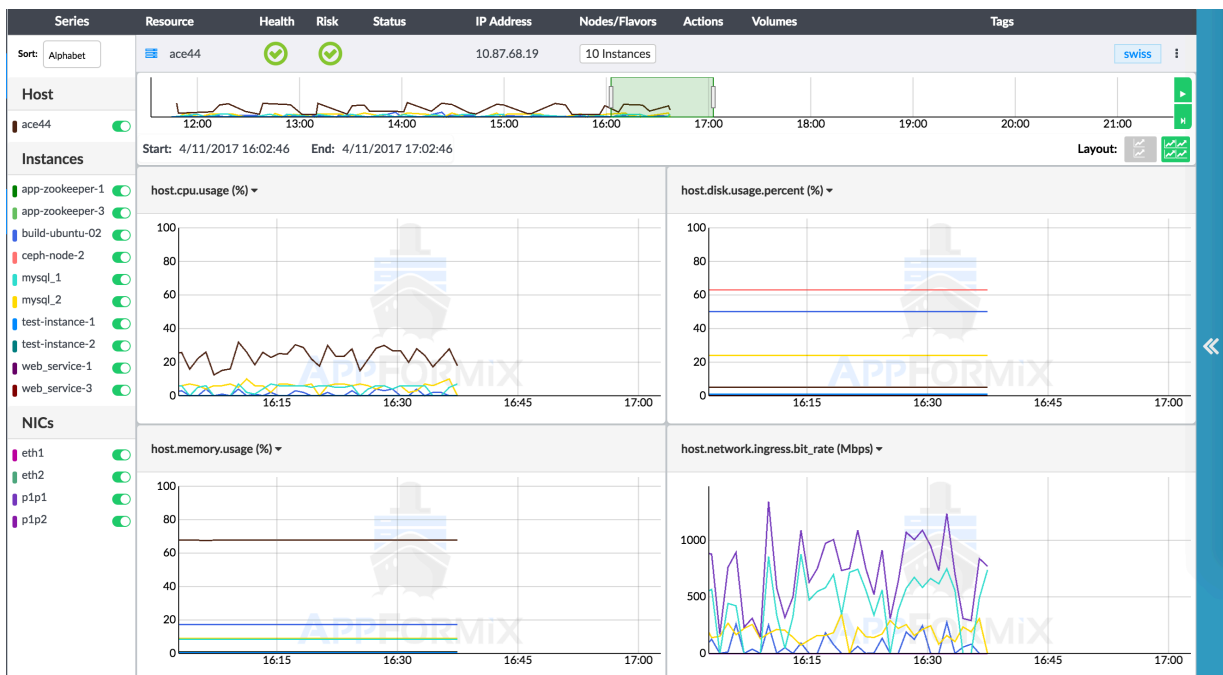 Series Resource Health Risk Status IP Address Nodes/Flavors Actions Volumes Tags
Sort: Alphabet ace44 10.87.68.19 10 Instances swiss
Host
ace44
12:00 13:00 14:00 15:00 16:00 17:00 18:00 19:00 20:00 21:00
Start: 4/11/2017 16:02:46 End: 4/11/2017 17:02:46 Layout:
Instances
app-zookeeper-1
app-zookeeper-3
build-ubuntu-02
ceph-node-2
mysql_1
mysql_2
test-instance-1
test-instance-2
web_service-1
web_service-3
NICs
eth1
eth2
p1p1
p1p2
host.cpu.usage (%)
100
80
60
40
20
0
16:15 16:30 16:45 17:00
APPFORMIX
host.disk.usage.percent (%)
100
80
60
40
20
0
16:15 16:30 16:45 17:00
APPFORMIX
host.memory.usage (%)
100
80
60
40
20
0
16:15 16:30 16:45 17:00
APPFORMIX
host.network.ingress.bit_rate (Mbps)
1000
500
0
16:15 16:30 16:45 17:00
APPFORMIX